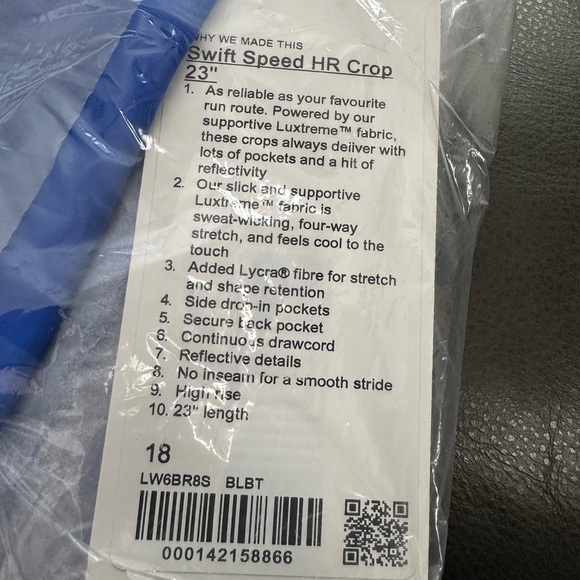 WHY WE MADE THIS
Swift Speed HR Crop
23"
1. As reliable as your favourite
run route. Powered by our
supportive Luxtreme™ fabric,
these crops always deliver with
lots of pockets and a hit of
reflectivity
2. Our slick and supportive
Luxtreme™ fabric is
sweat-wicking, four-way
stretch, and feels cool to the
touch
3. Added Lycra® fibre for stretch
and shape retention
4. Side drop-in pockets
5. Secure back pocket
6. Continuous drawcord
7. Reflective details
8. No inseam for a smooth stride
9. High rise
10. 23" length
18
LW6BR8S BLBT
000142158866